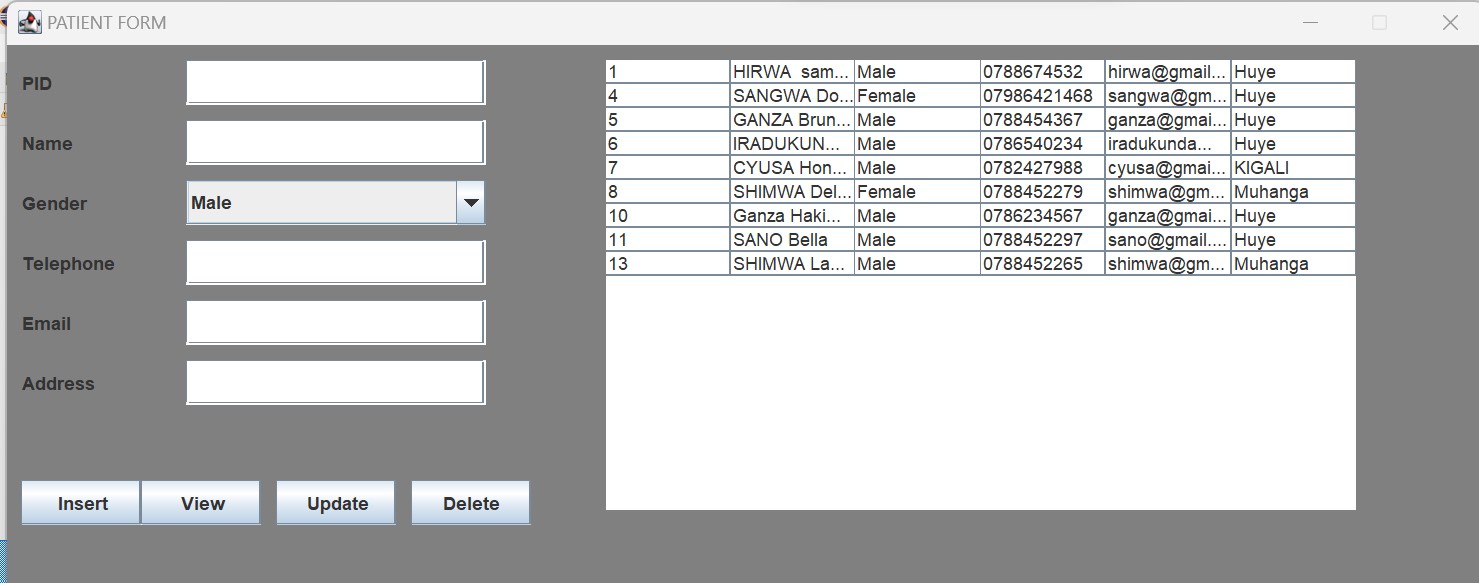 PATIENT FORM
PID
Name
Gender Male
Telephone
Email
Address
Insert View Update Delete
1 HIRWA sam... Male 0788674532 hirwa@gmail... Huye
4 SANGWA Do... Female 07986421468 sangwa@gm... Huye
5 GANZA Brun... Male 0788454367 ganza@gmai... Huye
6 IRADUKUN... Male 0786540234 iradukunda... Huye
7 CYUSA Hon... Male 0782427988 cyusa@gmai... KIGALI
8 SHIMWA Del... Female 0788452279 shimwa@gm... Muhanga
10 Ganza Haki... Male 0786234567 ganza@gmai... Huye
11 SANO Bella Male 0788452297 sano@gmail.... Huye
13 SHIMWA La... Male 0788452265 shimwa@gm... Muhanga